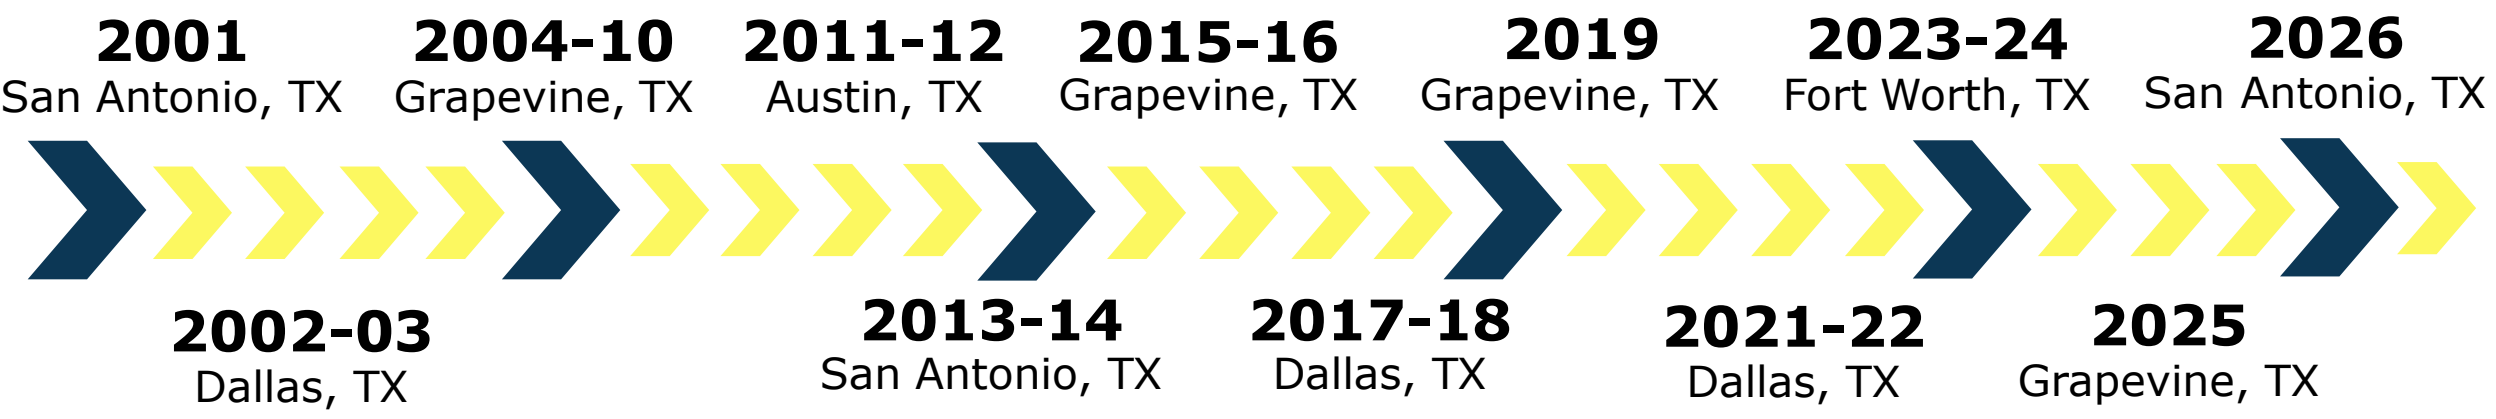 2001
San Antonio, TX
2004-10
Grapevine, TX
2011-12
Austin, TX
2015-16
Grapevine, TX
2019
Grapevine, TX
2023-24
Fort Worth, TX
2026
San Antonio, TX
2002-03
Dallas, TX
2013-14
San Antonio, TX
2017-18
Dallas, TX
2021-22
Dallas, TX
2025
Grapevine, TX